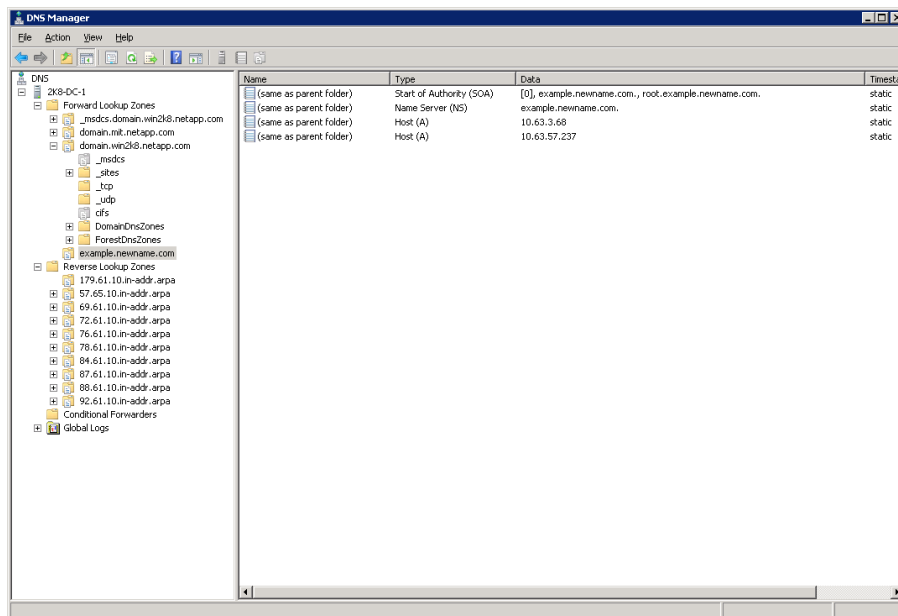 DNS Manager
File Action View Help
DNS
2K8-DC-1
Forward Lookup Zones
_msdcs.domain.win2k8.netapp.com
domain.mit.netapp.com
domain.win2k8.netapp.com
_msdcs
_sites
_tcp
_udp
cifs
DomainDnsZones
ForestDnsZones
example.newname.com
Reverse Lookup Zones
179.61.10.in-addr.arpa
57.65.10.in-addr.arpa
69.61.10.in-addr.arpa
72.61.10.in-addr.arpa
76.61.10.in-addr.arpa
78.61.10.in-addr.arpa
84.61.10.in-addr.arpa
87.61.10.in-addr.arpa
88.61.10.in-addr.arpa
92.61.10.in-addr.arpa
Conditional Forwarders
Global Logs
Name Type Data Timesta
(same as parent folder) Start of Authority (SOA) [0], example.newname.com., root.example.newname.com. static
(same as parent folder) Name Server (NS) example.newname.com. static
(same as parent folder) Host (A) 10.63.3.68 static
(same as parent folder) Host (A) 10.63.57.237 static